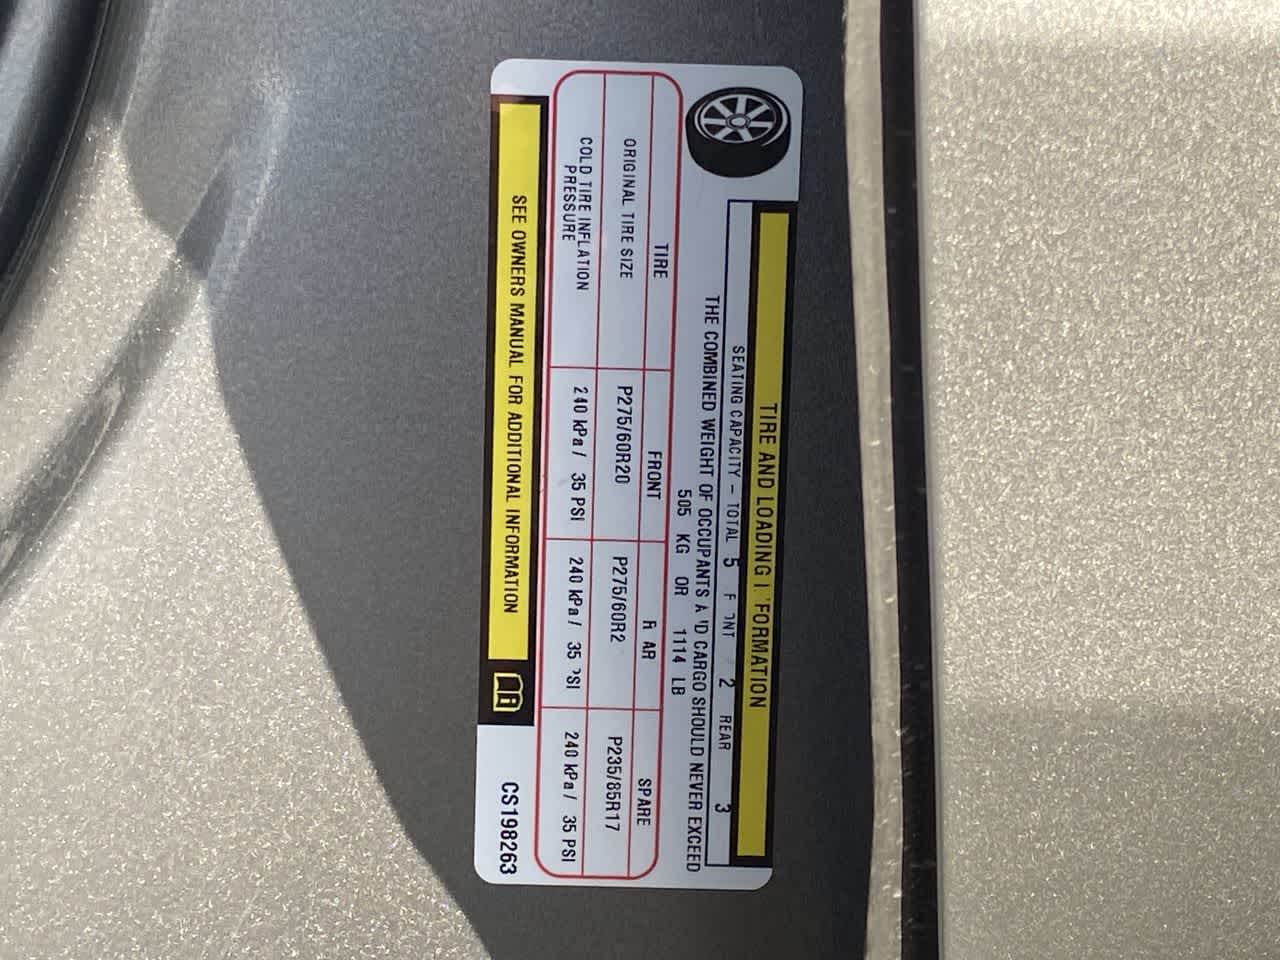 TIRE AND LOADING I 'FORMATION
SEATING CAPACITY – TOTAL 5 F ONT 2 REAR 3
THE COMBINED WEIGHT OF OCCUPANTS A 'D CARGO SHOULD NEVER EXCEED
505 KG OR 1114 LB
TIRE FRONT R AR SPARE
ORIGINAL TIRE SIZE P275/60R20 P275/60R2 P235/85R17
COLD TIRE INFLATION PRESSURE 240 kPa / 35 PSI 240 kPa / 35 PSI 240 kPa / 35 PSI
SEE OWNERS MANUAL FOR ADDITIONAL INFORMATION
CS198263